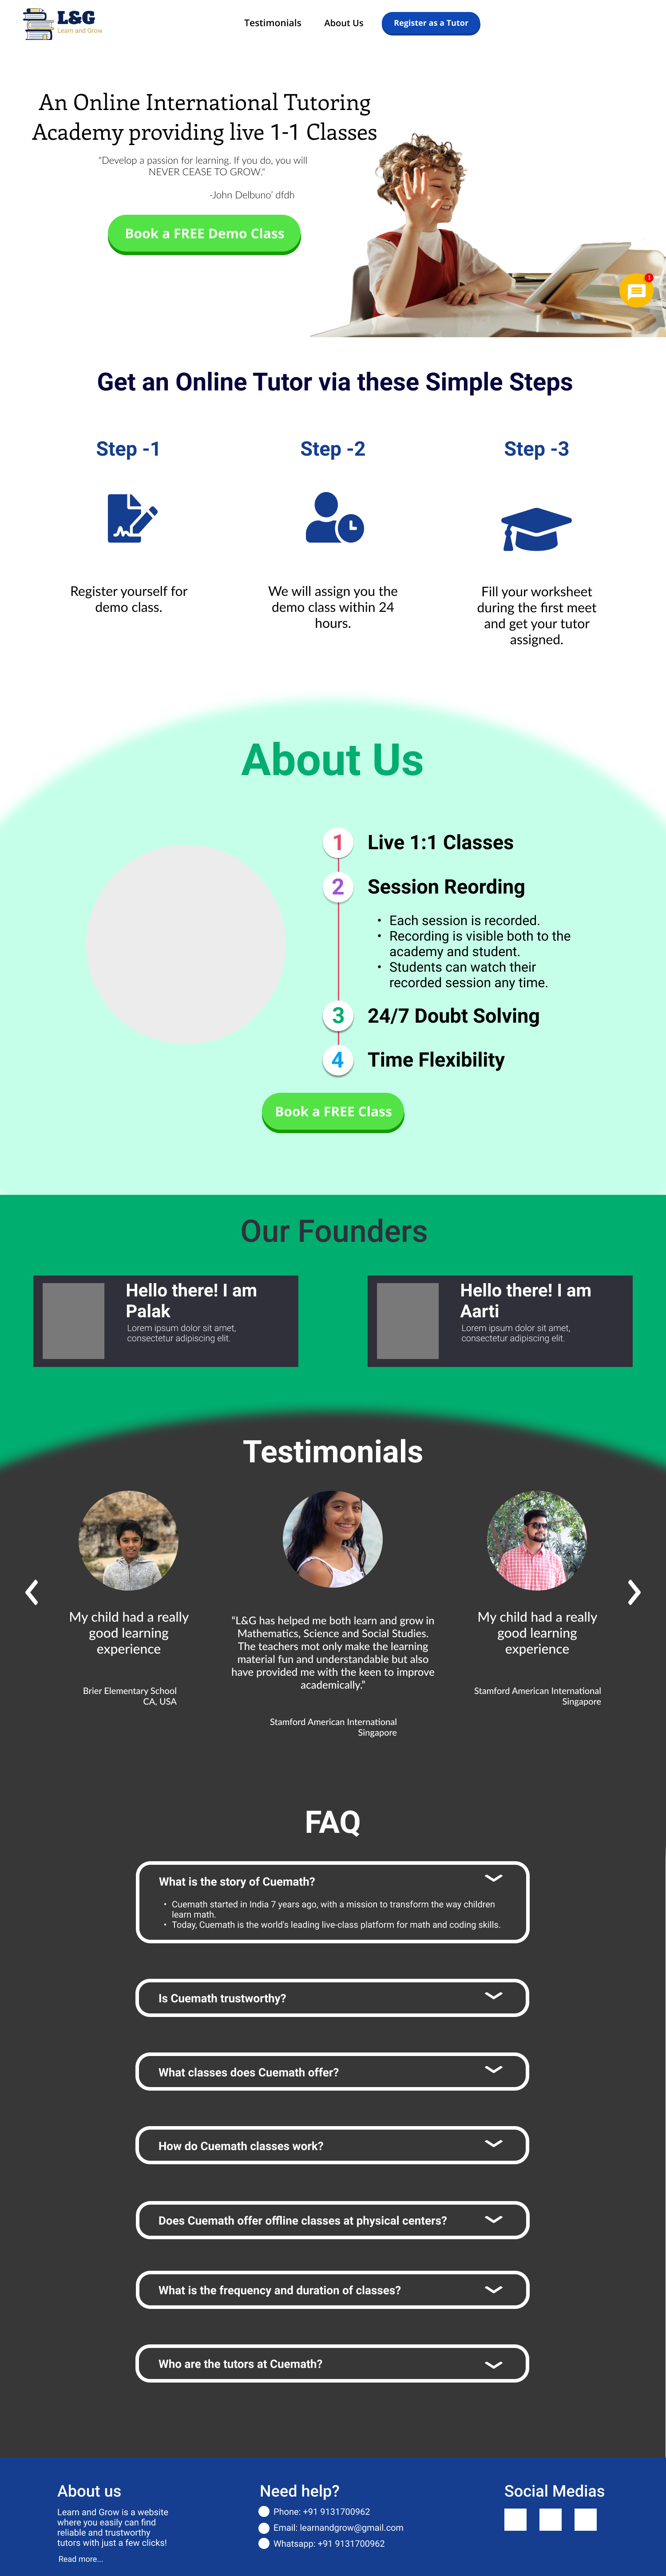 L&G
Learn and Grow
Testimonials
About Us
Register as a Tutor
An Online International Tutoring
Academy providing live 1-1 Classes
“Develop a passion for learning. If you do, you will
NEVER CEASE TO GROW.”
-John Delbuno’ dfdh
Book a FREE Demo Class
1
Get an Online Tutor via these Simple Steps
Step -1
Register yourself for
demo class.
Step -2
We will assign you the
demo class within 24
hours.
Step -3
Fill your worksheet
during the first meet
and get your tutor
assigned.
About Us
1 Live 1:1 Classes
2 Session Reording
• Each session is recorded.
• Recording is visible both to the
academy and student.
• Students can watch their
recorded session any time.
3 24/7 Doubt Solving
4 Time Flexibility
Book a FREE Class
Our Founders
Hello there! I am
Palak
Lorem ipsum dolor sit amet,
consectetur adipiscing elit.
Hello there! I am
Aarti
Lorem ipsum dolor sit amet,
consectetur adipiscing elit.
Testimonials
My child had a really
good learning
experience
Brier Elementary School
CA, USA
“L&G has helped me both learn and grow in
Mathematics, Science and Social Studies.
The teachers mot only make the learning
material fun and understandable but also
have provided me with the keen to improve
academically.”
Stamford American International
Singapore
My child had a really
good learning
experience
Stamford American International
Singapore
FAQ
What is the story of Cuemath?
• Cuemath started in India 7 years ago, with a mission to transform the way children
learn math.
• Today, Cuemath is the world's leading live-class platform for math and coding skills.
Is Cuemath trustworthy?
What classes does Cuemath offer?
How do Cuemath classes work?
Does Cuemath offer offline classes at physical centers?
What is the frequency and duration of classes?
Who are the tutors at Cuemath?
About us
Learn and Grow is a website
where you easily can find
reliable and trustworthy
tutors with just a few clicks!
Read more...
Need help?
Phone: +91 9131700962
Email: learnandgrow@gmail.com
Whatsapp: +91 9131700962
Social Medias